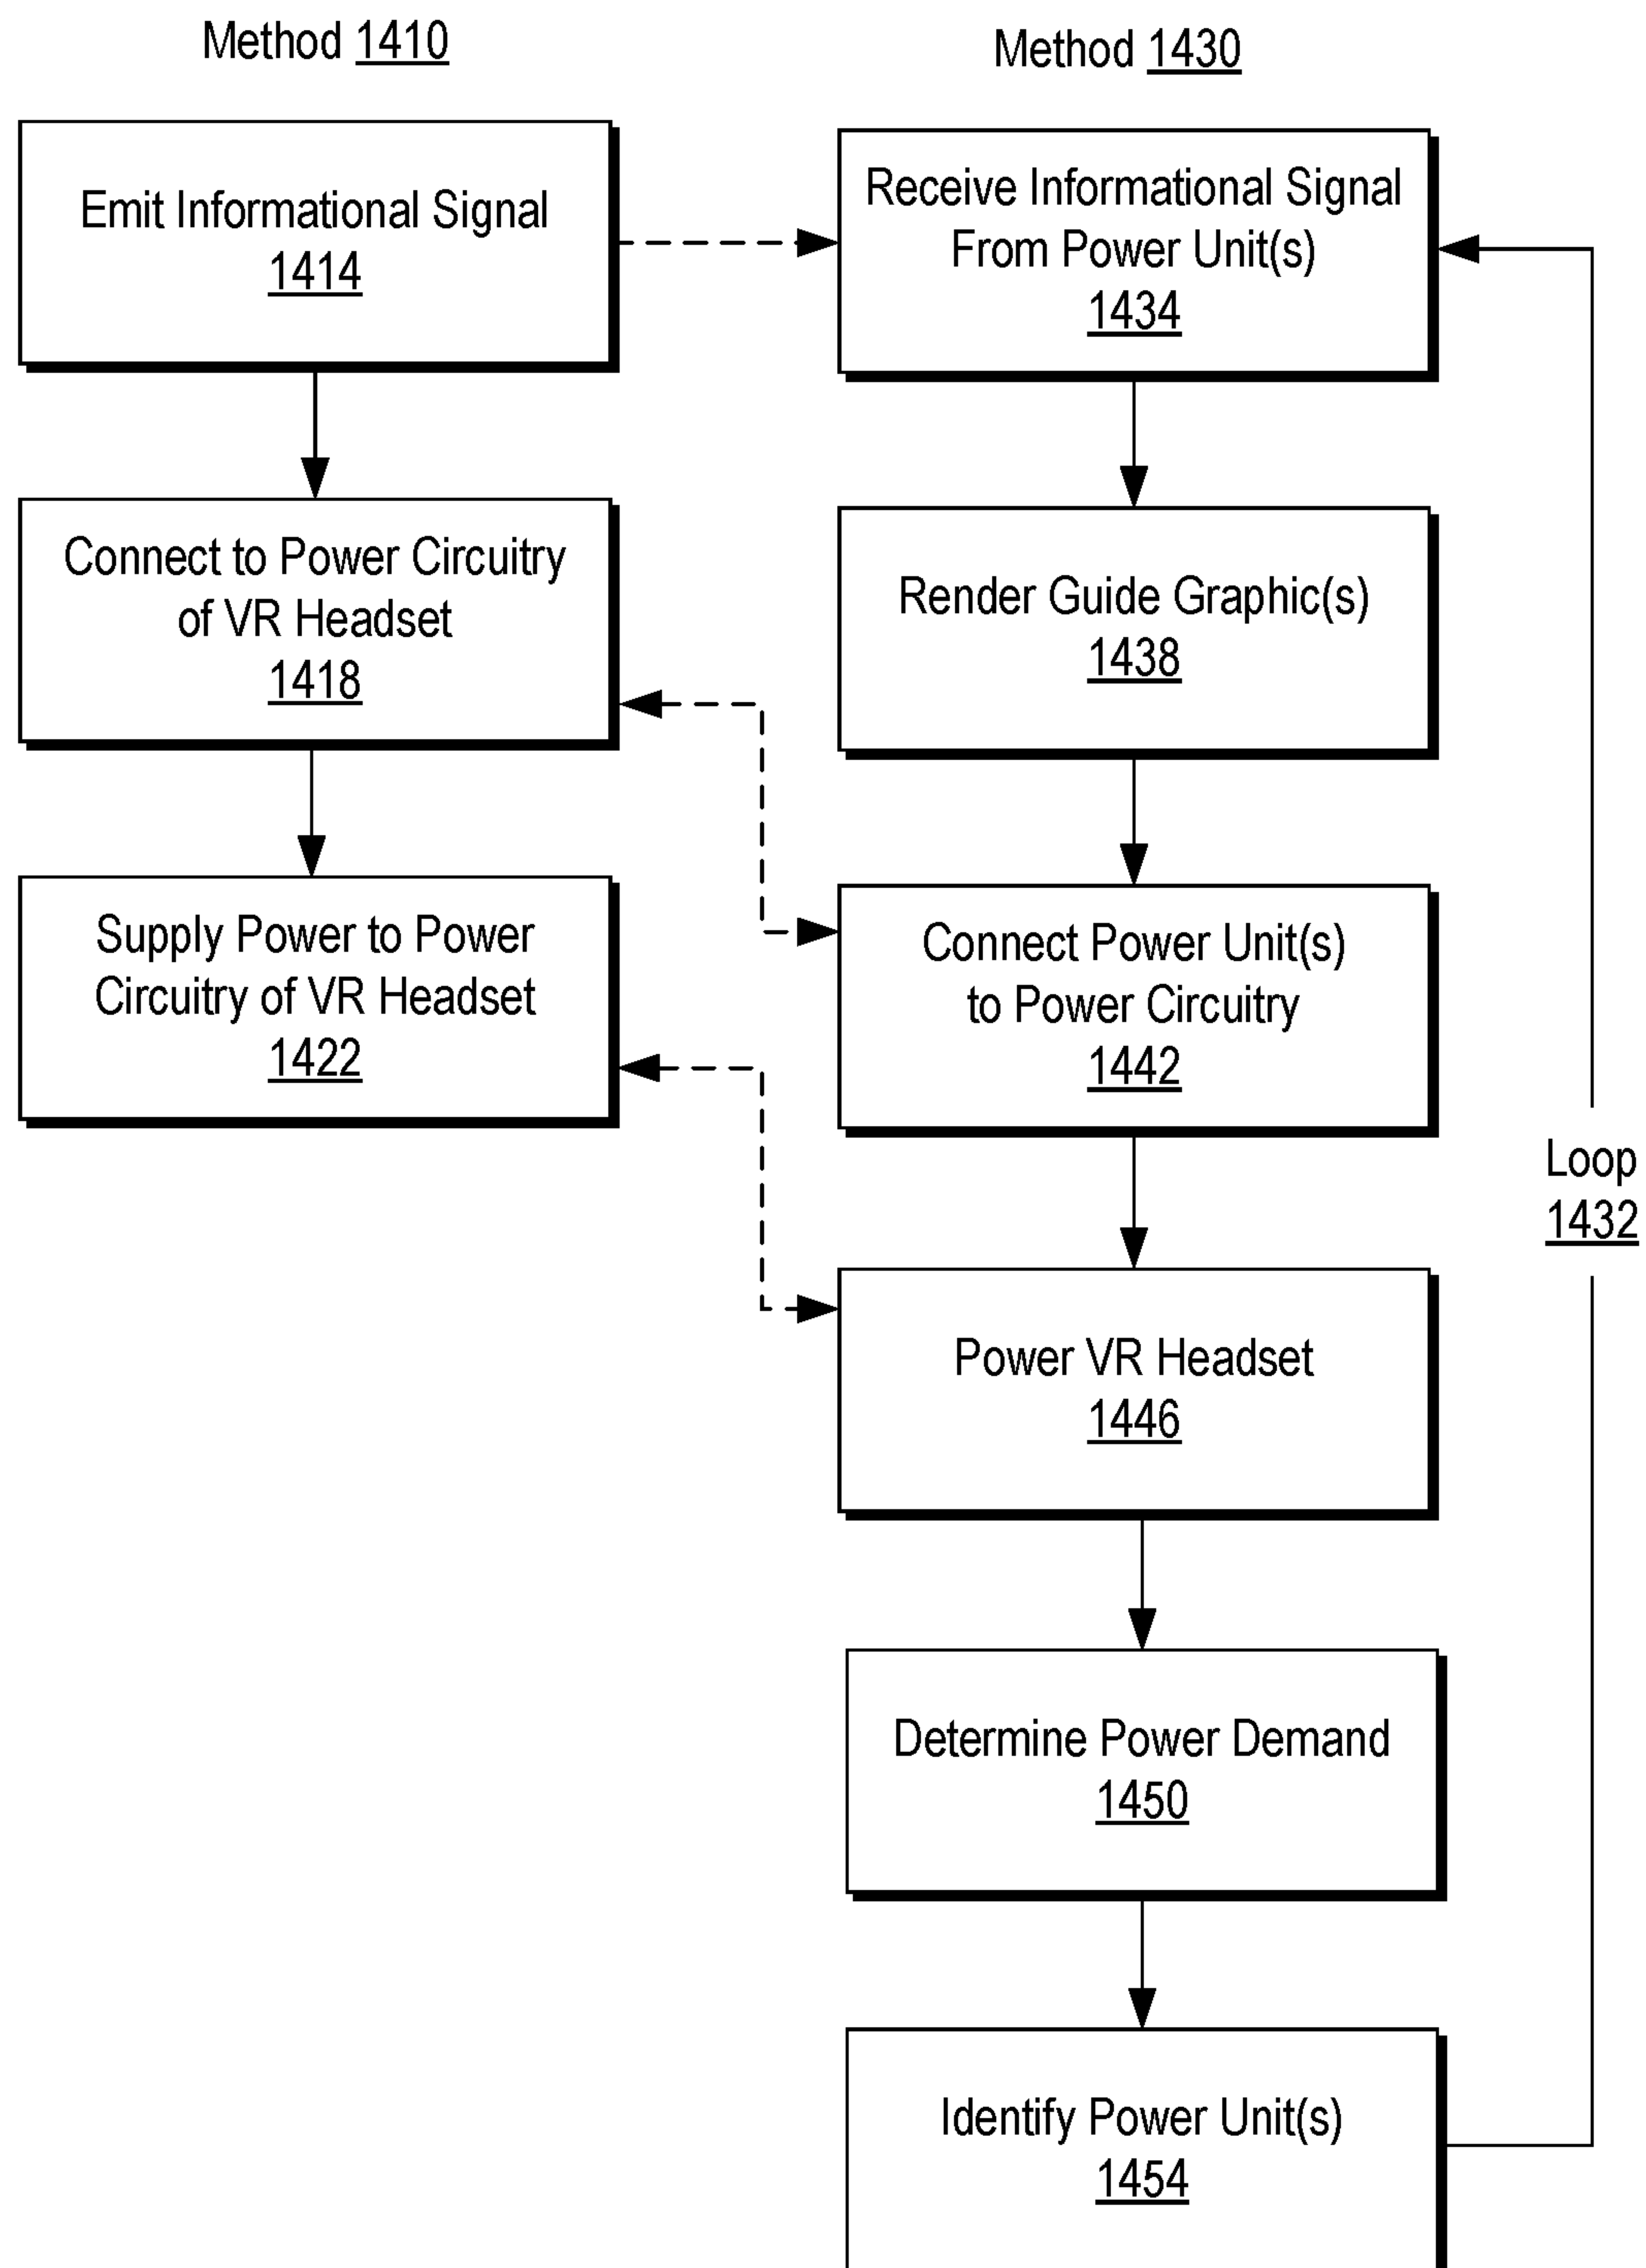 Method 1410
Emit Informational Signal
1414
Connect to Power Circuitry
of VR Headset
1418
Supply Power to Power
Circuitry of VR Headset
1422
Method 1430
Receive Informational Signal
From Power Unit(s)
1434
Render Guide Graphic(s)
1438
Connect Power Unit(s)
to Power Circuitry
1442
Power VR Headset
1446
Determine Power Demand
1450
Identify Power Unit(s)
1454
Loop
1432